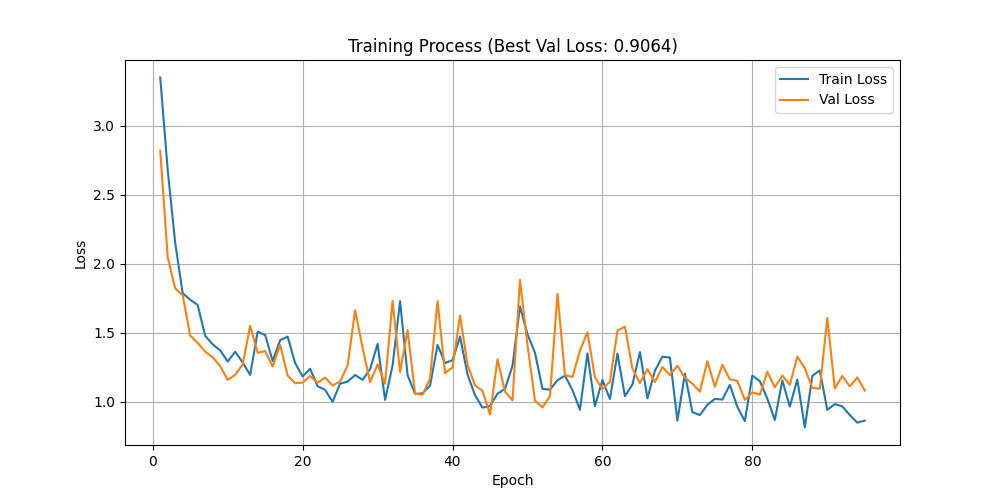 Training Process (Best Val Loss: 0.9064)
Train Loss
Val Loss
3.0
2.5
2.0
1.5
1.0
Loss
0 20 40 60 80
Epoch